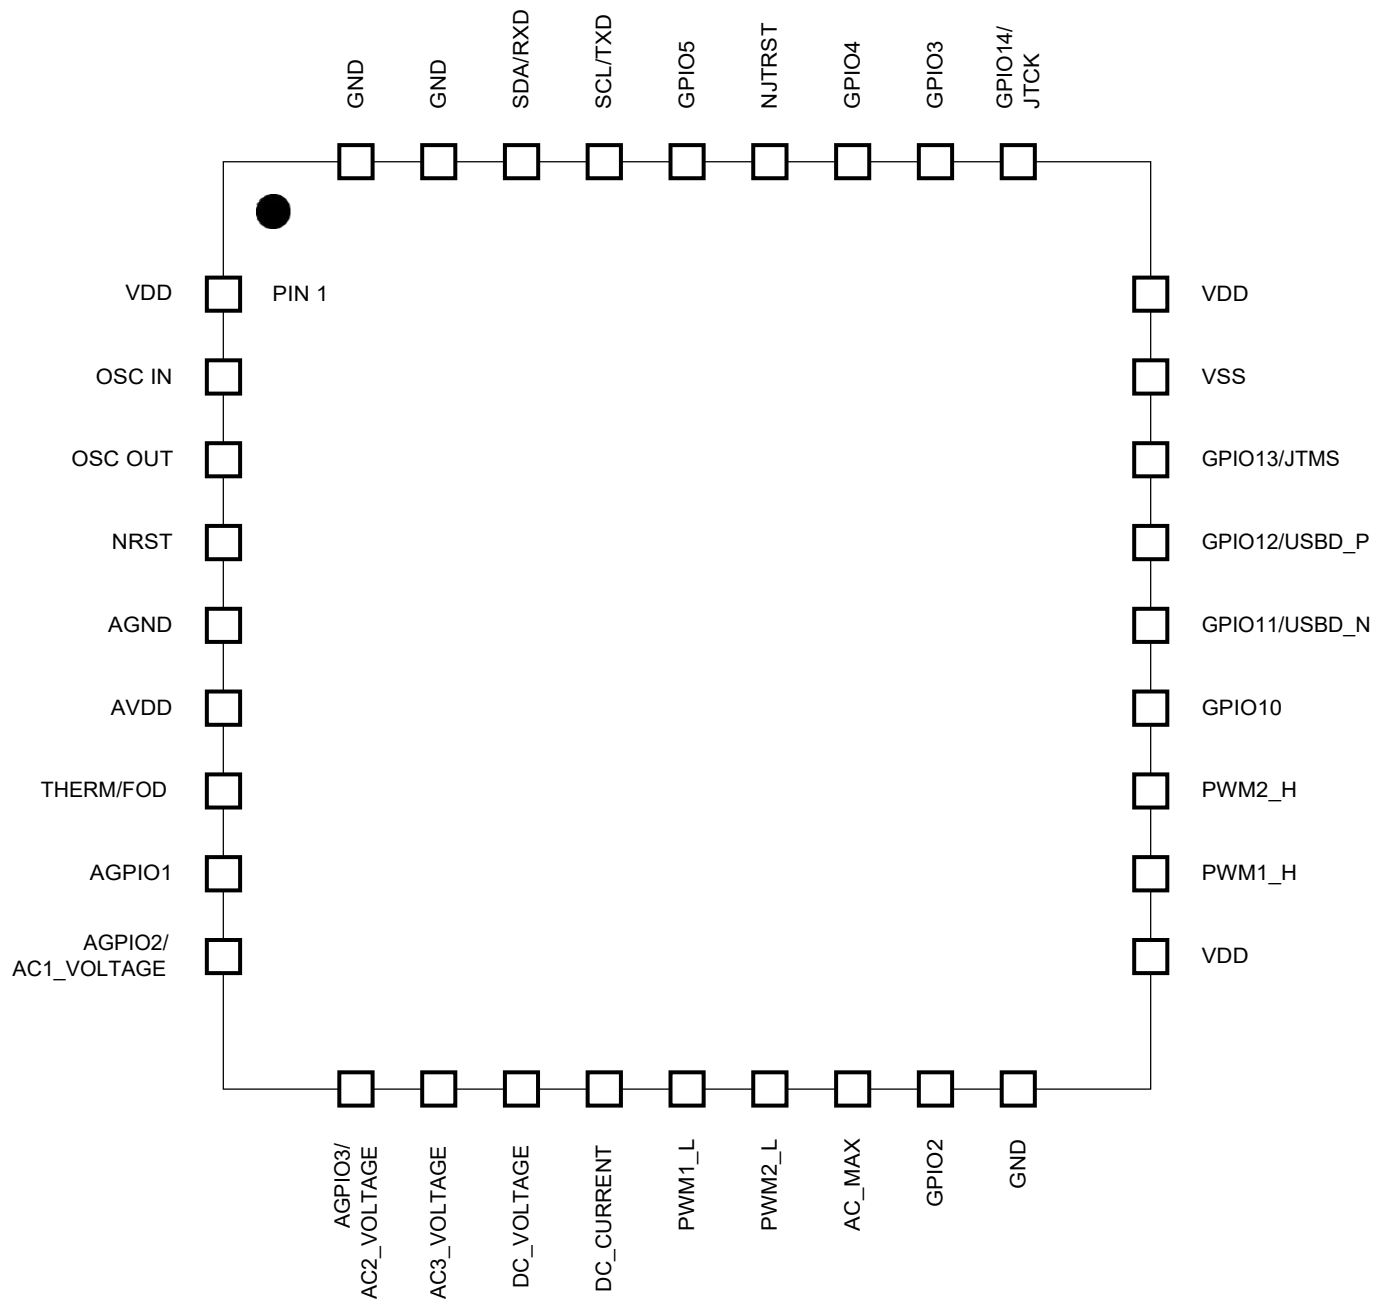 GND
GND
SDA/RXD
SCL/TXD
GPIO5
NJTRST
GPIO4
GPIO3
GPIO14/
JTCK
VDD
PIN 1
VDD
OSC IN
VSS
OSC OUT
GPIO13/JTMS
NRST
GPIO12/USBD_P
AGND
GPIO11/USBD_N
AVDD
GPIO10
THERM/FOD
PWM2_H
AGPIO1
PWM1_H
AGPIO2/
AC1_VOLTAGE
VDD
AGPIO3/
AC2_VOLTAGE
AC3_VOLTAGE
DC_VOLTAGE
DC_CURRENT
PWM1_L
PWM2_L
AC_MAX
GPIO2
GND